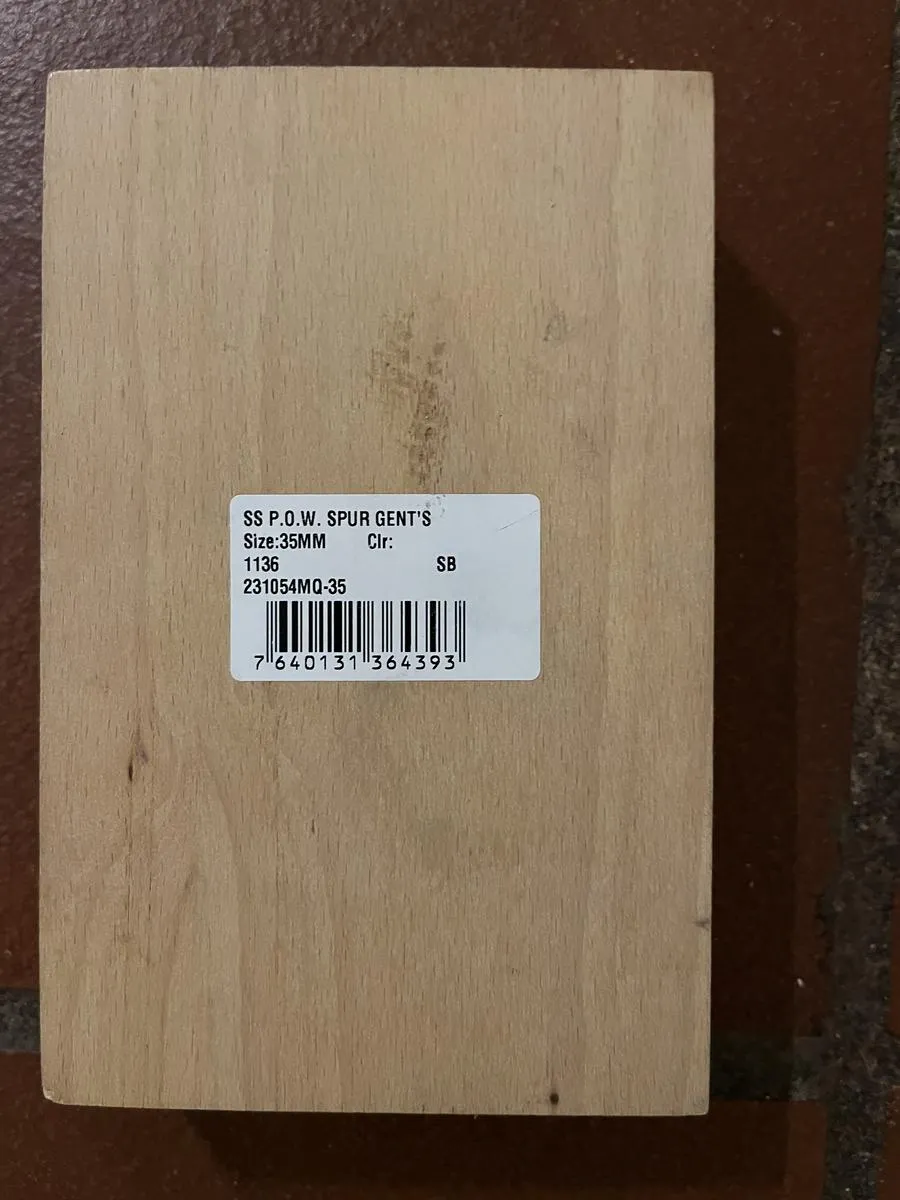 SS P.O.W. SPUR GENT'S
Size:35MM Clr:
1136 SB
231054MQ-35
7 640131 364393